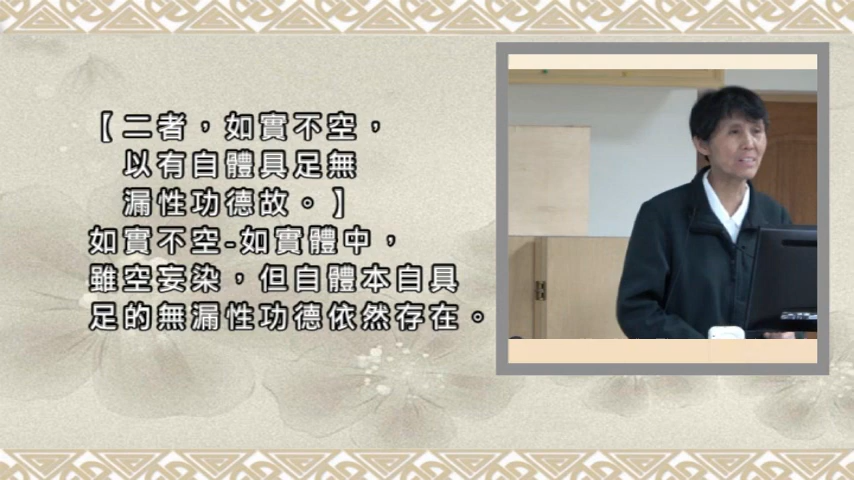 【二者，如實不空，
以有自體具足無
漏性功德故。】
如實不空-如實體中，
雖空妄染，但自體本自具
足的無漏性功德依然存在。